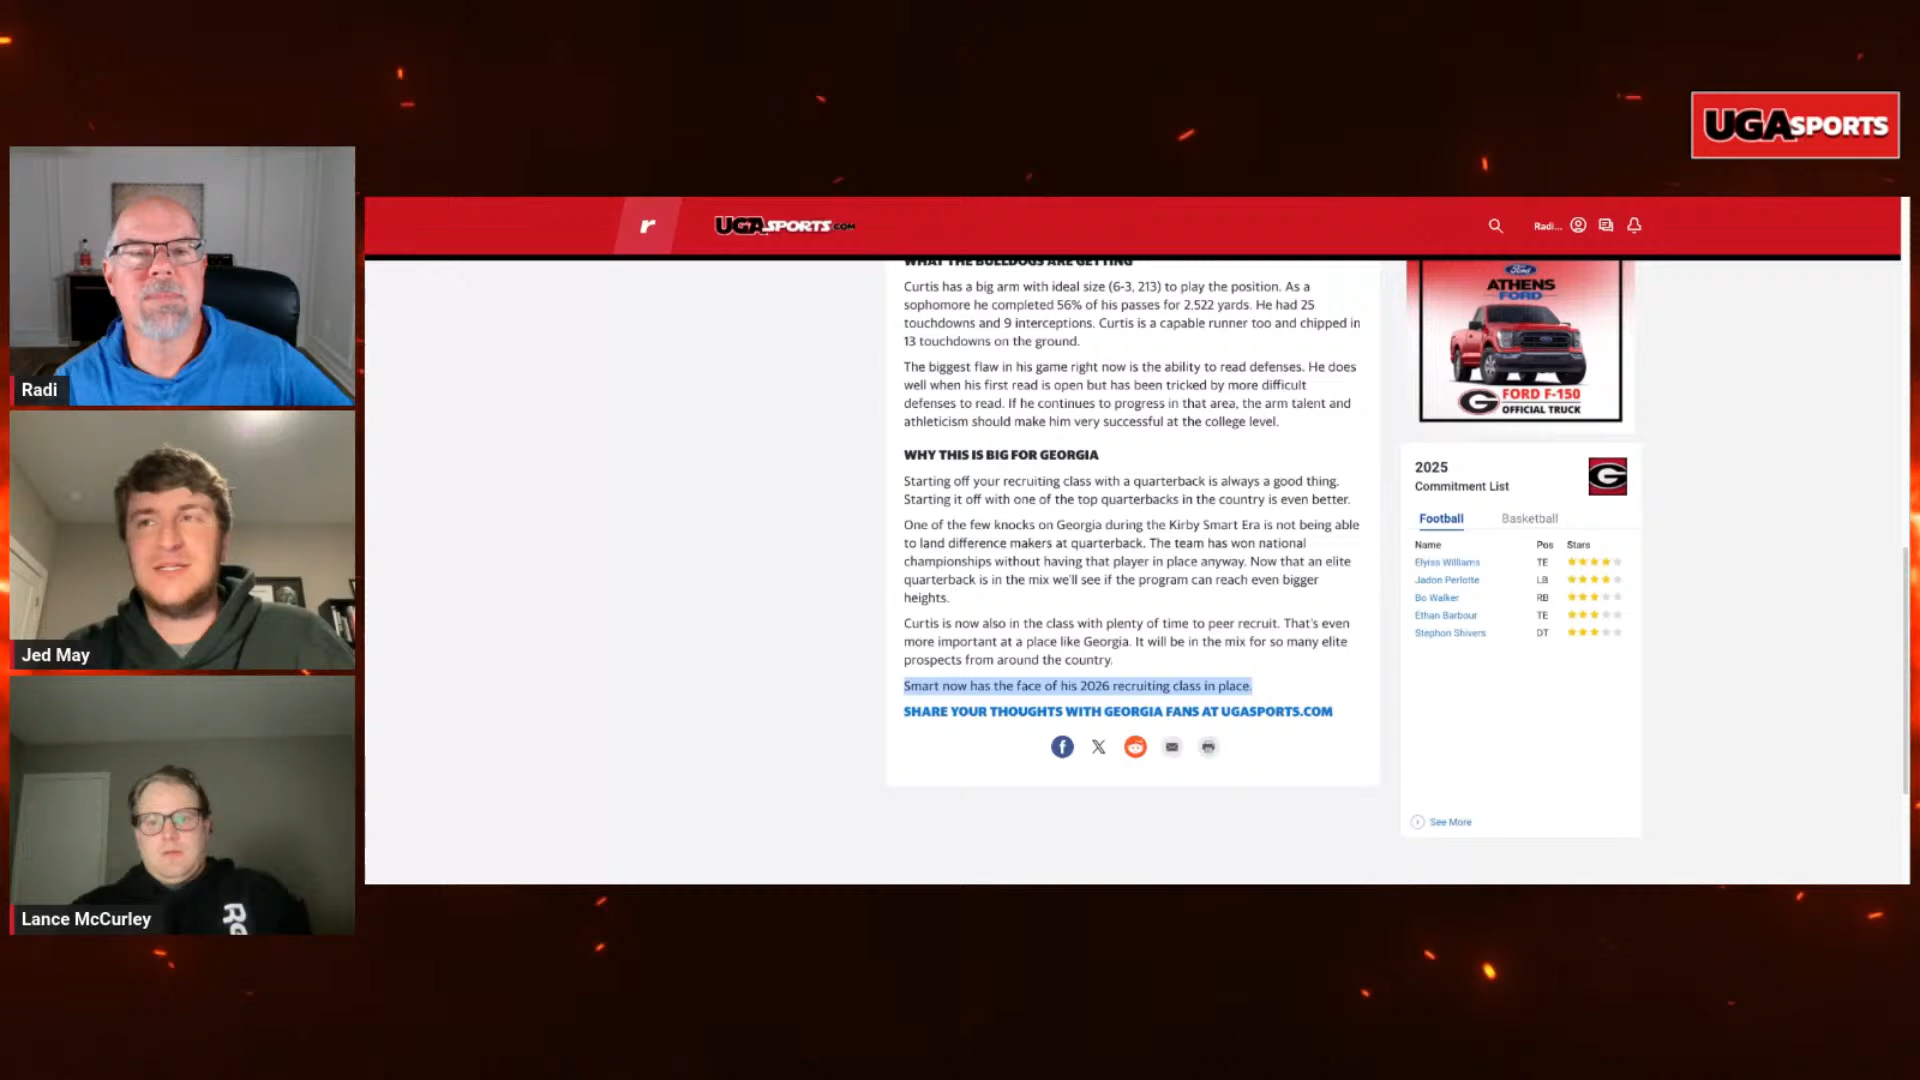 UGASPORTS
r
UGASPORTS.COM
Radi...
Radi
Jed May
Lance McCurley
WHAT THE BULLDOGS ARE GETTING
Curtis has a big arm with ideal size (6-3, 213) to play the position. As a
sophomore he completed 56% of his passes for 2,522 yards. He had 25
touchdowns and 9 interceptions. Curtis is a capable runner too and chipped in
13 touchdowns on the ground.
The biggest flaw in his game right now is the ability to read defenses. He does
well when his first read is open but has been tricked by more difficult
defenses to read. If he continues to progress in that area, the arm talent and
athleticism should make him very successful at the college level.
WHY THIS IS BIG FOR GEORGIA
Starting off your recruiting class with a quarterback is always a good thing.
Starting it off with one of the top quarterbacks in the country is even better.
One of the few knocks on Georgia during the Kirby Smart Era is not being able
to land difference makers at quarterback. The team has won national
championships without having that player in place anyway. Now that an elite
quarterback is in the mix we'll see if the program can reach even bigger
heights.
Curtis is now also in the class with plenty of time to peer recruit. That's even
more important at a place like Georgia. It will be in the mix for so many elite
prospects from around the country.
Smart now has the face of his 2026 recruiting class in place.
SHARE YOUR THOUGHTS WITH GEORGIA FANS AT UGASPORTS.COM
Ford
ATHENS
FORD
G FORD F-150
OFFICIAL TRUCK
2025
Commitment List
G
Football Basketball
Name Pos Stars
Elyiss Williams TE
Jadon Perlotte LB
Bo Walker RB
Ethan Barbour TE
Stephon Shivers DT
See More